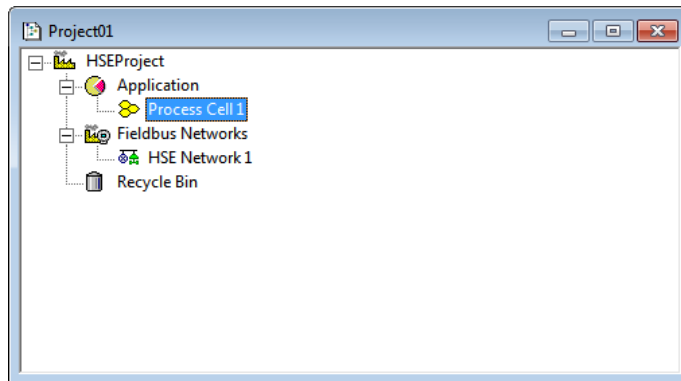 Project01
HSEProject
Application
Process Cell 1
Fieldbus Networks
HSE Network 1
Recycle Bin